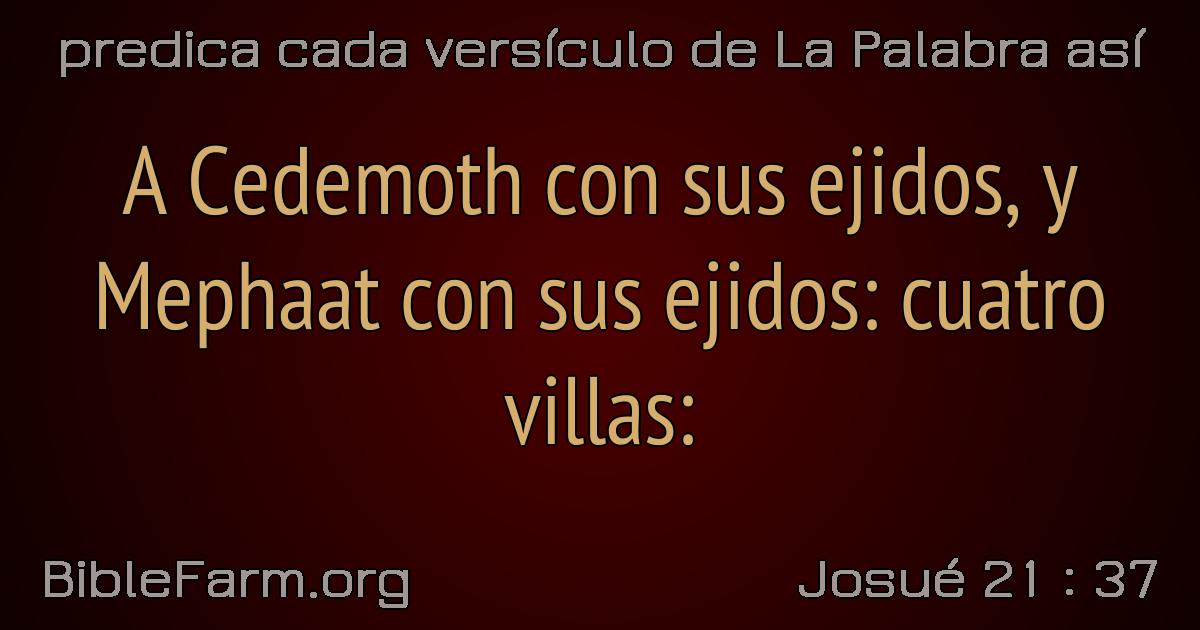 predica cada versículo de La Palabra así
A Cedemoth con sus ejidos, y
Mephaat con sus ejidos: cuatro
villas:
BibleFarm.org
Josué 21 : 37